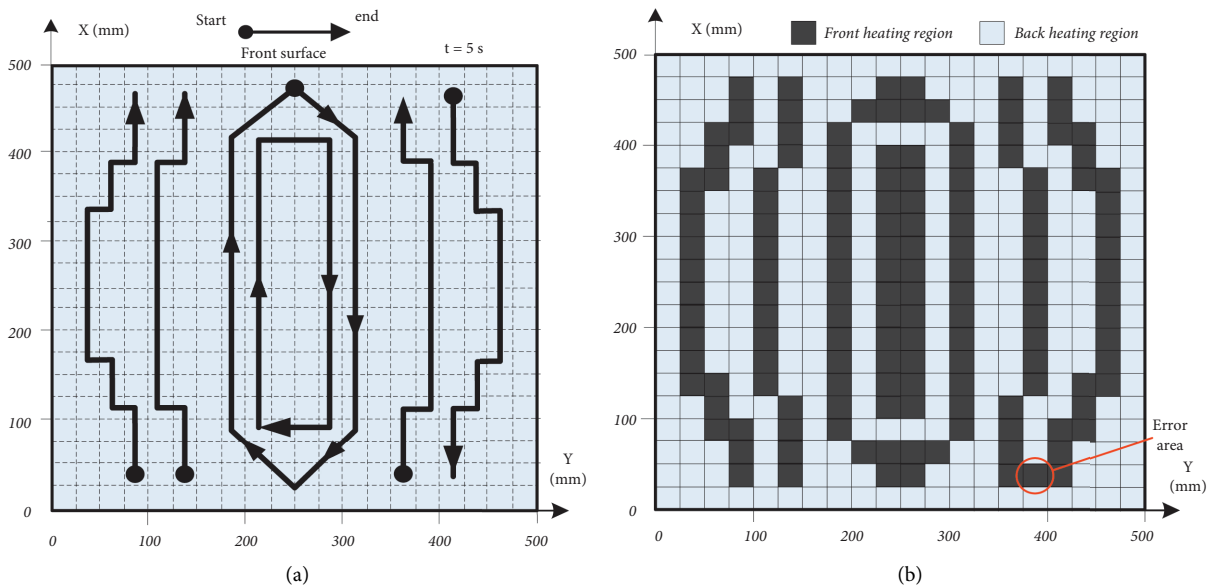 X (mm)
Start
end
Front surface
t = 5 s
500
400
300
200
100
0
0
100
200
300
400
500
Y
(mm)
(a)
X (mm)
Front heating region
Back heating region
500
400
300
200
100
0
0
100
200
300
400
500
Error
area
Y
(mm)
(b)